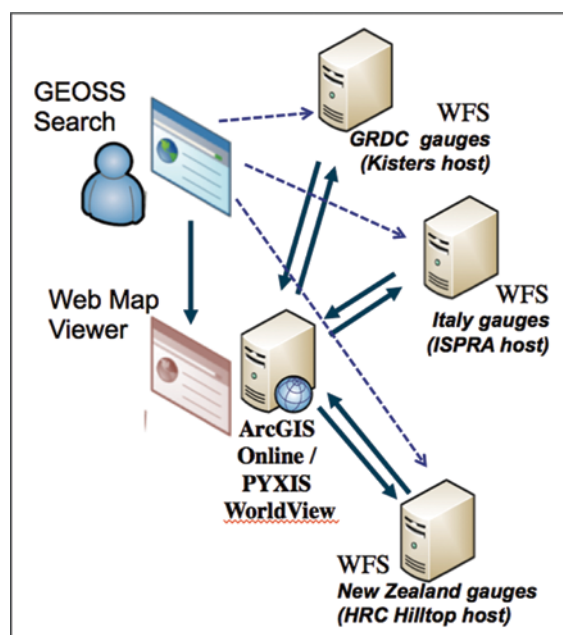 GEOSS
Search
WFS
GRDC gauges
(Kisters host)
WFS
Italy gauges
(ISPRA host)
Web Map
Viewer
ArcGIS
Online /
PYXIS
WorldView
WFS
New Zealand gauges
(HRC Hilltop host)